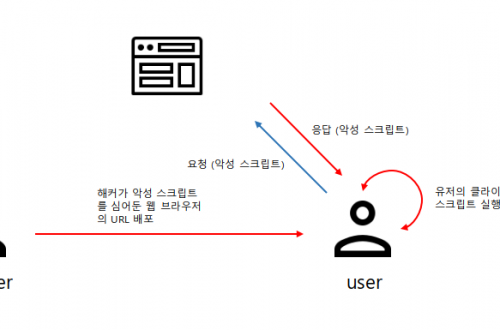 응답 (악성 스크립트)
요청 (악성 스크립트)
해커가 악성 스크립트
를 심어둔 웹 브라우저
의 URL 배포
유저의 클라이
스크립트 실행
er
user